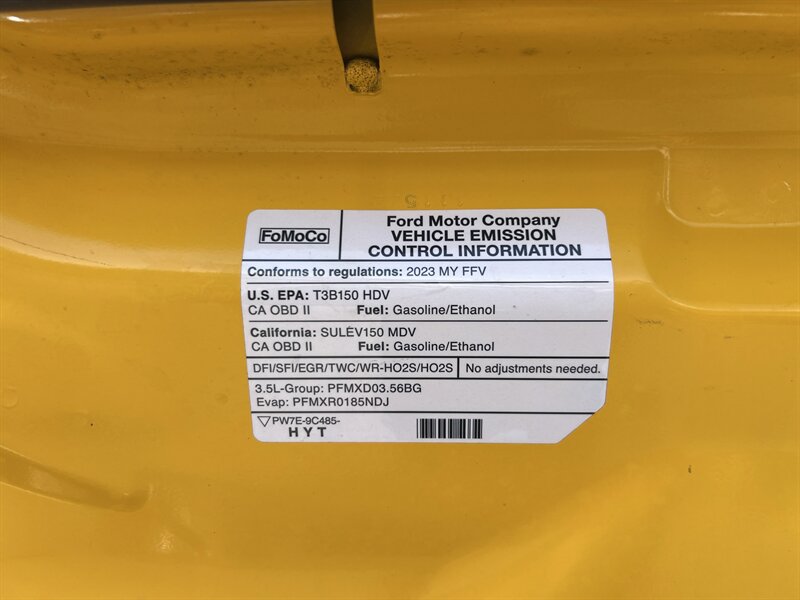 FoMoCo
Ford Motor Company
VEHICLE EMISSION
CONTROL INFORMATION
Conforms to regulations: 2023 MY FFV
U.S. EPA: T3B150 HDV
CA OBD II Fuel: Gasoline/Ethanol
California: SULEV150 MDV
CA OBD II Fuel: Gasoline/Ethanol
DFI/SFI/EGR/TWC/WR-HO2S/HO2S No adjustments needed.
3.5L-Group: PFMXD03.56BG
Evap: PFMXR0185NDJ
PW7E-9C485-
HYT